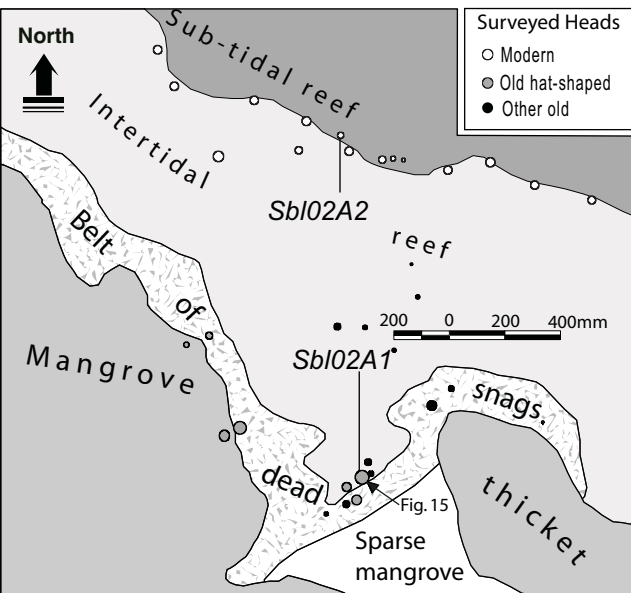 Surveyed Heads
Modern
Old hat-shaped
Other old
North
Sub-tidal reef
Intertidal
reef
Sbl02A2
200 0 200 400mm
Belt
of
dead
snags
Mangrove
Sbl02A1
Fig. 15
Sparse
mangrove
thicket